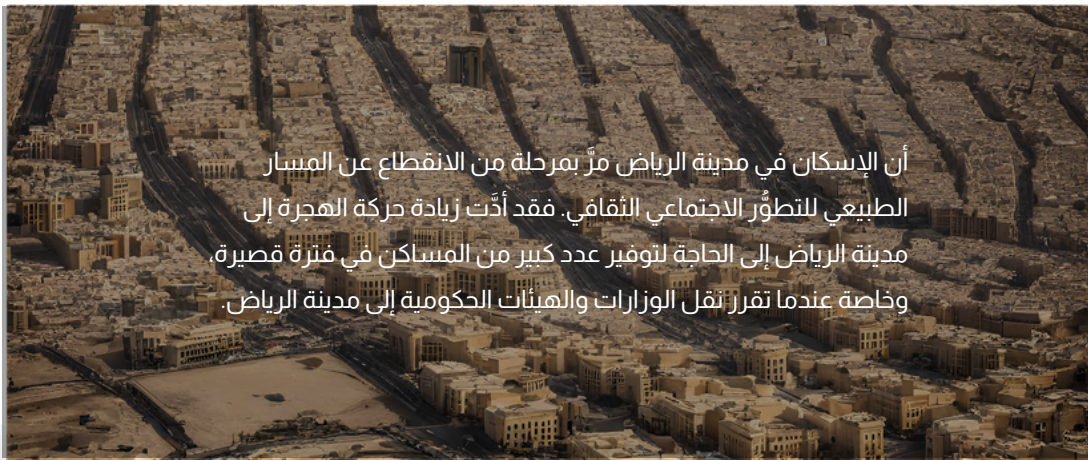 أن الإسكان في مدينة الرياض مرَّ بمرحلة من الانقطاع عن المسار
الطبيعي للتطوُّر الاجتماعي الثقافي. فقد أدَّت زيادة حركة الهجرة إلى
مدينة الرياض إلى الحاجة لتوفير عدد كبير من المساكن في فترة قصيرة،
وخاصة عندما تقرر نقل الوزارات والهيئات الحكومية إلى مدينة الرياض.